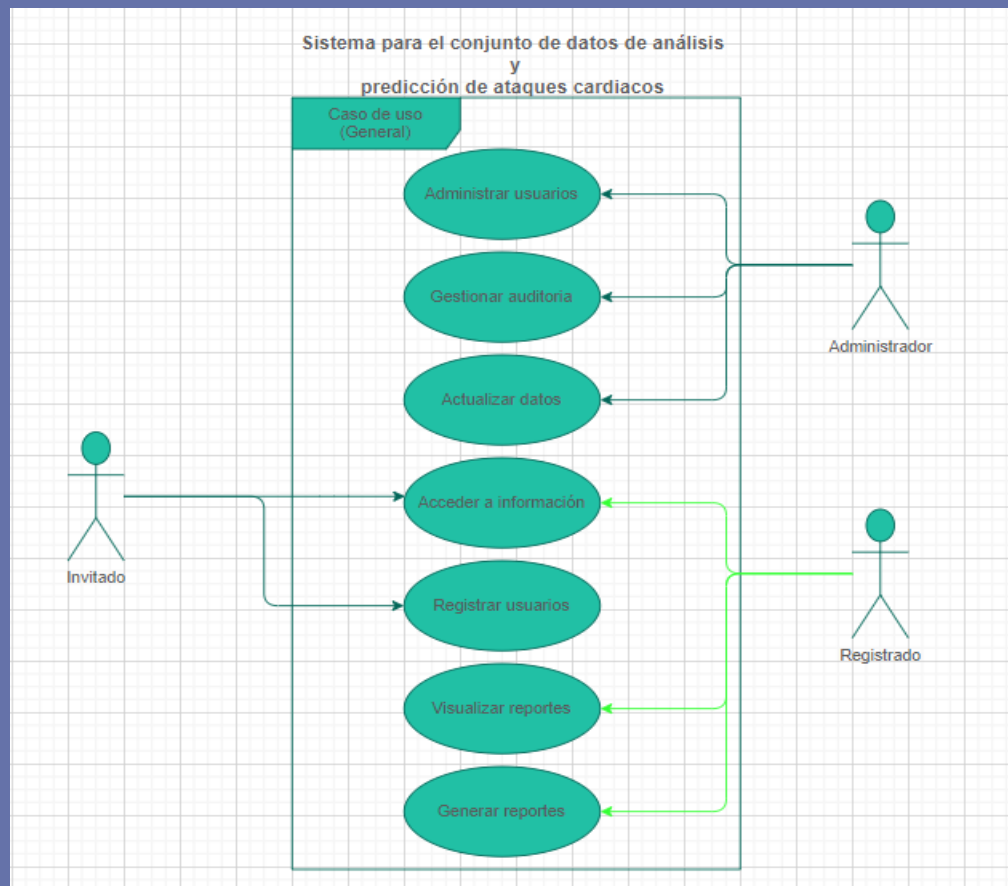 Sistema para el conjunto de datos de análisis
y
predicción de ataques cardiacos
Caso de uso
(General)
Administrar usuarios
Gestionar auditoria
Administrador
Actualizar datos
Acceder a información
Invitado
Registrar usuarios
Registrado
Visualizar reportes
Generar reportes